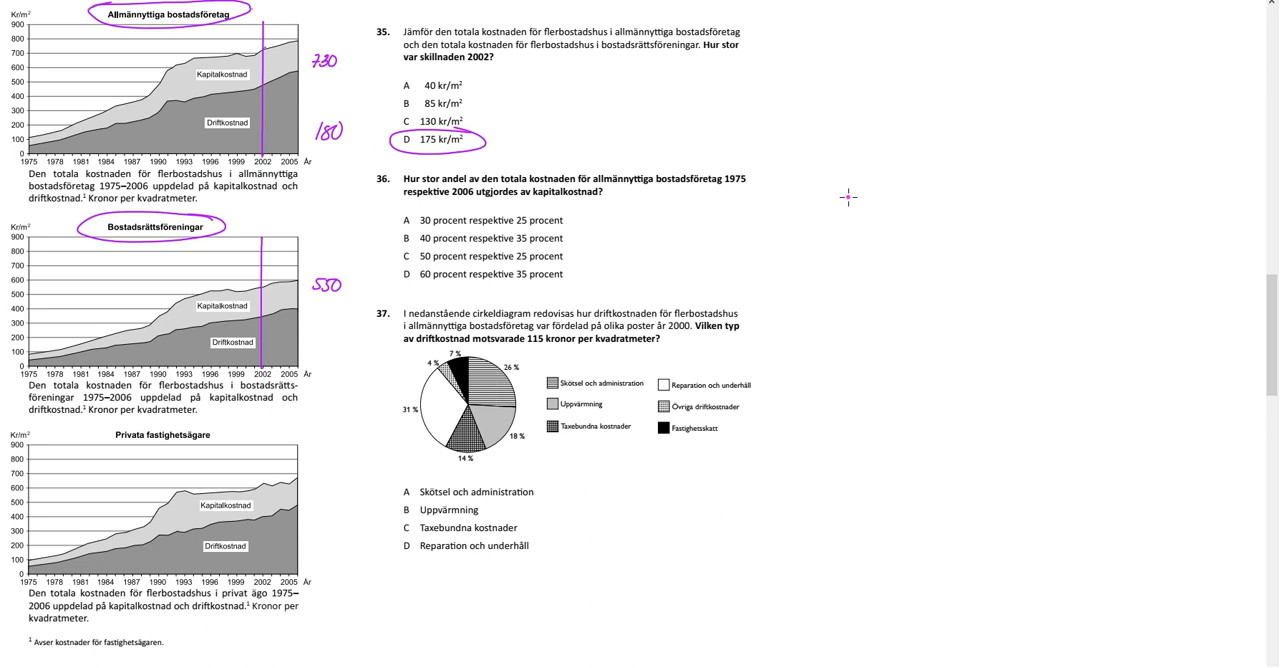 Kr/m²
Allmännyttiga bostadsföretag
900
800
700
600
500
400
300
200
100
0
Kapitalkostnad
Driftkostnad
1975 1978 1981 1984 1987 1990 1993 1996 1999 2002 2005 År
730
180
Den totala kostnaden för flerbostadshus i allmännyttiga
bostadsföretag 1975–2006 uppdelad på kapitalkostnad och
driftkostnad.¹ Kronor per kvadratmeter.
Kr/m²
Bostadsrättsföreningar
900
800
700
600
500
400
300
200
100
0
Kapitalkostnad
Driftkostnad
1975 1978 1981 1984 1987 1990 1993 1996 1999 2002 2005 År
550
Den totala kostnaden för flerbostadshus i bostadsrätts-
föreningar 1975–2006 uppdelad på kapitalkostnad och
driftkostnad.¹ Kronor per kvadratmeter.
Kr/m²
Privata fastighetsägare
900
800
700
600
500
400
300
200
100
0
Kapitalkostnad
Driftkostnad
1975 1978 1981 1984 1987 1990 1993 1996 1999 2002 2005 År
Den totala kostnaden för flerbostadshus i privat ägo 1975–
2006 uppdelad på kapitalkostnad och driftkostnad.¹ Kronor per
kvadratmeter.
¹ Avser kostnader för fastighetsägaren.
35. Jämför den totala kostnaden för flerbostadshus i allmännyttiga bostadsföretag
och den totala kostnaden för flerbostadshus i bostadsrättsföreningar. Hur stor
var skillnaden 2002?
A 40 kr/m²
B 85 kr/m²
C 130 kr/m²
D 175 kr/m²
36. Hur stor andel av den totala kostnaden för allmännyttiga bostadsföretag 1975
respektive 2006 utgjordes av kapitalkostnad?
A 30 procent respektive 25 procent
B 40 procent respektive 35 procent
C 50 procent respektive 25 procent
D 60 procent respektive 35 procent
37. I nedanstående cirkeldiagram redovisas hur driftkostnaden för flerbostadshus
i allmännyttiga bostadsföretag var fördelad på olika poster år 2000. Vilken typ
av driftkostnad motsvarade 115 kronor per kvadratmeter?
7 %
4 %
26 %
31 %
18 %
14 %
Skötsel och administration
Uppvärmning
Taxebundna kostnader
Reparation och underhåll
Övriga driftkostnader
Fastighetsskatt
A Skötsel och administration
B Uppvärmning
C Taxebundna kostnader
D Reparation och underhåll